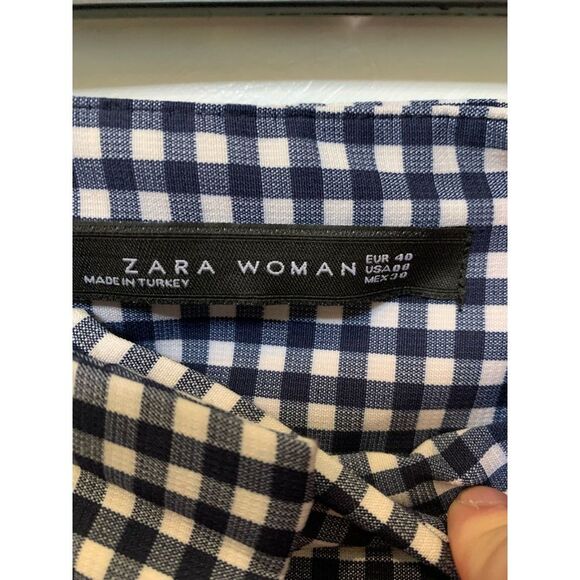 ZARA WOMAN
MADE IN TURKEY
EUR 40
USA 08
MEX 30